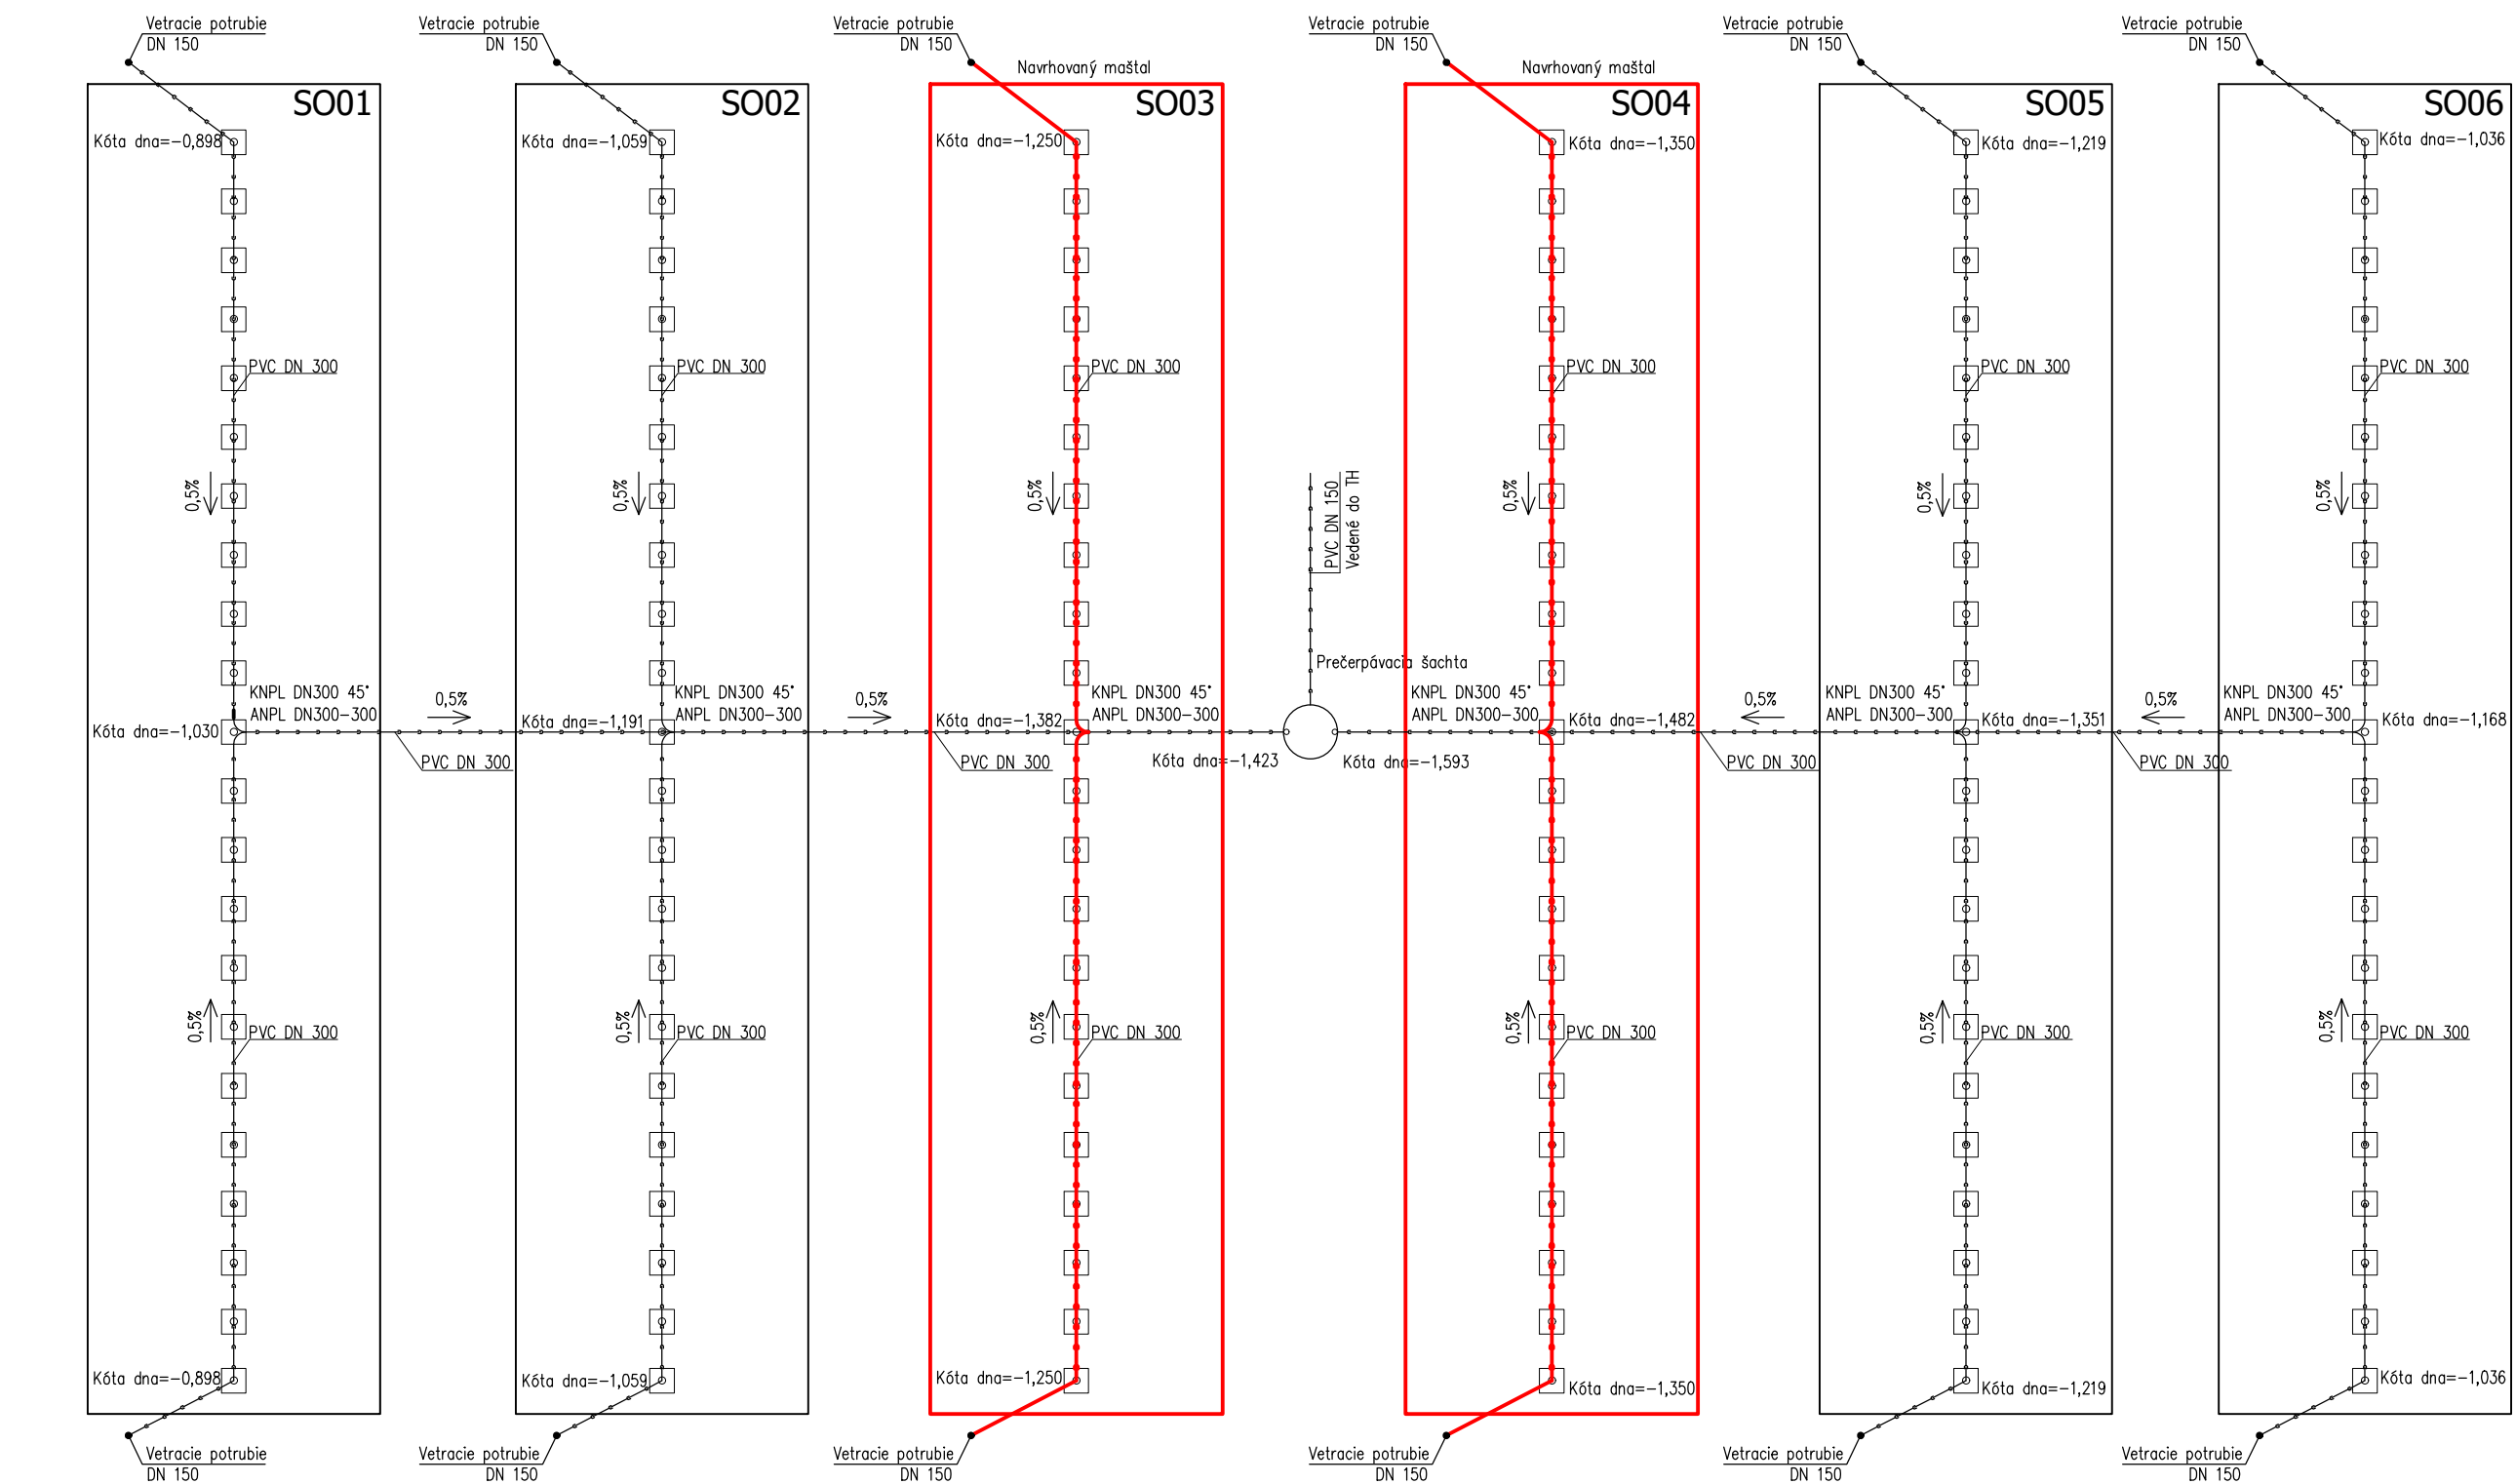 Vetracie potrubie
DN 150
Vetracie potrubie
DN 150
Vetracie potrubie
DN 150
Vetracie potrubie
DN 150
Vetracie potrubie
DN 150
Vetracie potrubie
DN 150
Navrhovaný maštal
Navrhovaný maštal
SO01
SO02
SO03
SO04
SO05
SO06
Kóta dna=-0,898
Kóta dna=-1,059
Kóta dna=-1,250
Kóta dna=-1,350
Kóta dna=-1,219
Kóta dna=-1,036
PVC DN 300
PVC DN 300
PVC DN 300
PVC DN 300
PVC DN 300
PVC DN 300
0,5%
0,5%
0,5%
PVC DN 150
Vedené do TH
0,5%
0,5%
0,5%
Prečerpávacia šachta
KNPL DN300 45°
ANPL DN300-300
0,5%
KNPL DN300 45°
ANPL DN300-300
0,5%
KNPL DN300 45°
ANPL DN300-300
KNPL DN300 45°
ANPL DN300-300
0,5%
KNPL DN300 45°
ANPL DN300-300
0,5%
KNPL DN300 45°
ANPL DN300-300
Kóta dna=-1,030
Kóta dna=-1,191
Kóta dna=-1,382
Kóta dna=-1,482
Kóta dna=-1,351
Kóta dna=-1,168
PVC DN 300
PVC DN 300
Kóta dna=-1,423
Kóta dna=-1,593
PVC DN 300
PVC DN 300
0,5%
0,5%
0,5%
0,5%
0,5%
0,5%
PVC DN 300
PVC DN 300
PVC DN 300
PVC DN 300
PVC DN 300
PVC DN 300
Kóta dna=-0,898
Kóta dna=-1,059
Kóta dna=-1,250
Kóta dna=-1,350
Kóta dna=-1,219
Kóta dna=-1,036
Vetracie potrubie
DN 150
Vetracie potrubie
DN 150
Vetracie potrubie
DN 150
Vetracie potrubie
DN 150
Vetracie potrubie
DN 150
Vetracie potrubie
DN 150